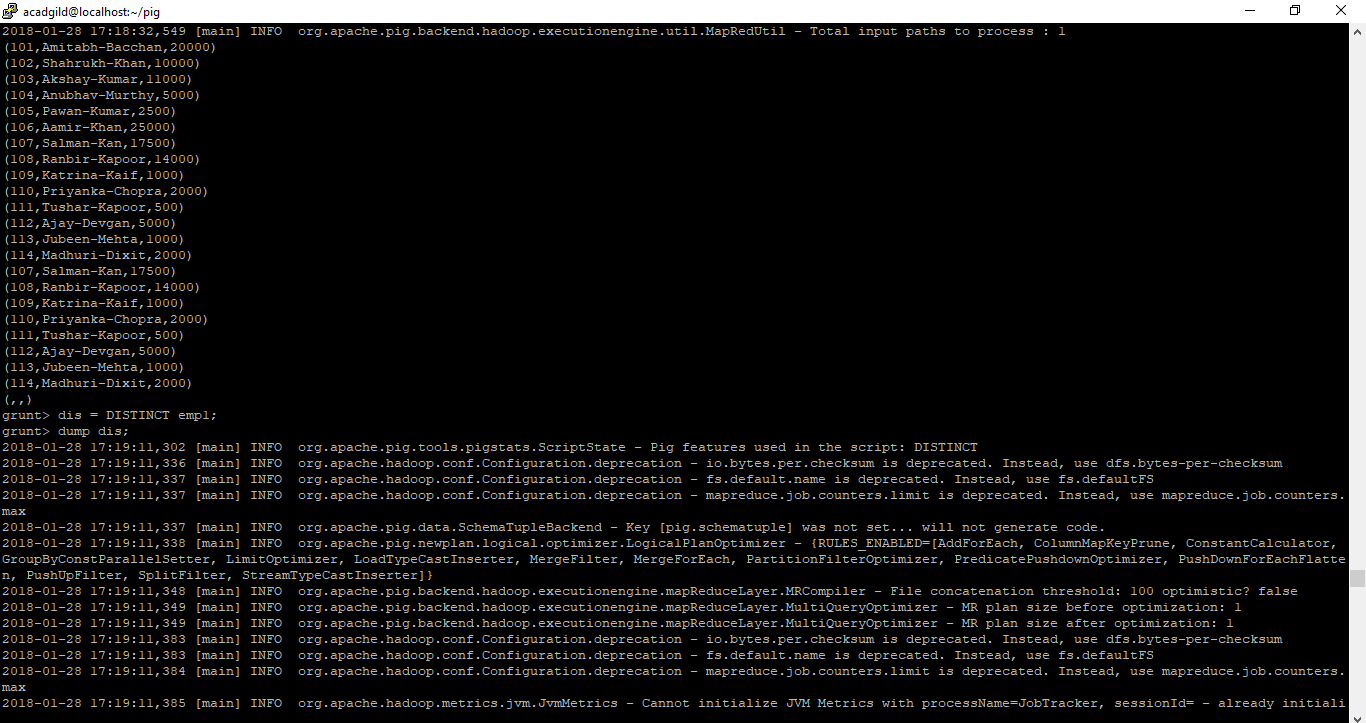 acadgild@localhost:~/pig
2018-01-28 17:18:32,549 [main] INFO  org.apache.pig.backend.hadoop.executionengine.util.MapRedUtil - Total input paths to process : 1
(101,Amitabh-Bacchan,20000)
(102,Shahrukh-Khan,10000)
(103,Akshay-Kumar,11000)
(104,Anubhav-Murthy,5000)
(105,Pawan-Kumar,2500)
(106,Aamir-Khan,25000)
(107,Salman-Kan,17500)
(108,Ranbir-Kapoor,14000)
(109,Katrina-Kaif,1000)
(110,Priyanka-Chopra,2000)
(111,Tushar-Kapoor,500)
(112,Ajay-Devgan,5000)
(113,Jubeen-Mehta,1000)
(114,Madhuri-Dixit,2000)
(107,Salman-Kan,17500)
(108,Ranbir-Kapoor,14000)
(109,Katrina-Kaif,1000)
(110,Priyanka-Chopra,2000)
(111,Tushar-Kapoor,500)
(112,Ajay-Devgan,5000)
(113,Jubeen-Mehta,1000)
(114,Madhuri-Dixit,2000)
(,,)
grunt> dis = DISTINCT empl;
grunt> dump dis;
2018-01-28 17:19:11,302 [main] INFO  org.apache.pig.tools.pigstats.ScriptState - Pig features used in the script: DISTINCT
2018-01-28 17:19:11,336 [main] INFO  org.apache.hadoop.conf.Configuration.deprecation - io.bytes.per.checksum is deprecated. Instead, use dfs.bytes-per-checksum
2018-01-28 17:19:11,337 [main] INFO  org.apache.hadoop.conf.Configuration.deprecation - fs.default.name is deprecated. Instead, use fs.defaultFS
2018-01-28 17:19:11,337 [main] INFO  org.apache.hadoop.conf.Configuration.deprecation - mapreduce.job.counters.limit is deprecated. Instead, use mapreduce.job.counters.
max
2018-01-28 17:19:11,337 [main] INFO  org.apache.pig.data.SchemaTupleBackend - Key [pig.schematuple] was not set... will not generate code.
2018-01-28 17:19:11,338 [main] INFO  org.apache.pig.newplan.logical.optimizer.LogicalPlanOptimizer - {RULES_ENABLED=[AddForEach, ColumnMapKeyPrune, ConstantCalculator,
GroupByConstParallelSetter, LimitOptimizer, LoadTypeCastInserter, MergeFilter, MergeForEach, PartitionFilterOptimizer, PredicatePushdownOptimizer, PushDownForEachFlatte
n, PushUpFilter, SplitFilter, StreamTypeCastInserter]}
2018-01-28 17:19:11,348 [main] INFO  org.apache.pig.backend.hadoop.executionengine.mapReduceLayer.MRCompiler - File concatenation threshold: 100 optimistic? false
2018-01-28 17:19:11,349 [main] INFO  org.apache.pig.backend.hadoop.executionengine.mapReduceLayer.MultiQueryOptimizer - MR plan size before optimization: 1
2018-01-28 17:19:11,349 [main] INFO  org.apache.pig.backend.hadoop.executionengine.mapReduceLayer.MultiQueryOptimizer - MR plan size after optimization: 1
2018-01-28 17:19:11,383 [main] INFO  org.apache.hadoop.conf.Configuration.deprecation - io.bytes.per.checksum is deprecated. Instead, use dfs.bytes-per-checksum
2018-01-28 17:19:11,383 [main] INFO  org.apache.hadoop.conf.Configuration.deprecation - fs.default.name is deprecated. Instead, use fs.defaultFS
2018-01-28 17:19:11,384 [main] INFO  org.apache.hadoop.conf.Configuration.deprecation - mapreduce.job.counters.limit is deprecated. Instead, use mapreduce.job.counters.
max
2018-01-28 17:19:11,385 [main] INFO  org.apache.hadoop.metrics.jvm.JvmMetrics - Cannot initialize JVM Metrics with processName=JobTracker, sessionId= - already initiali